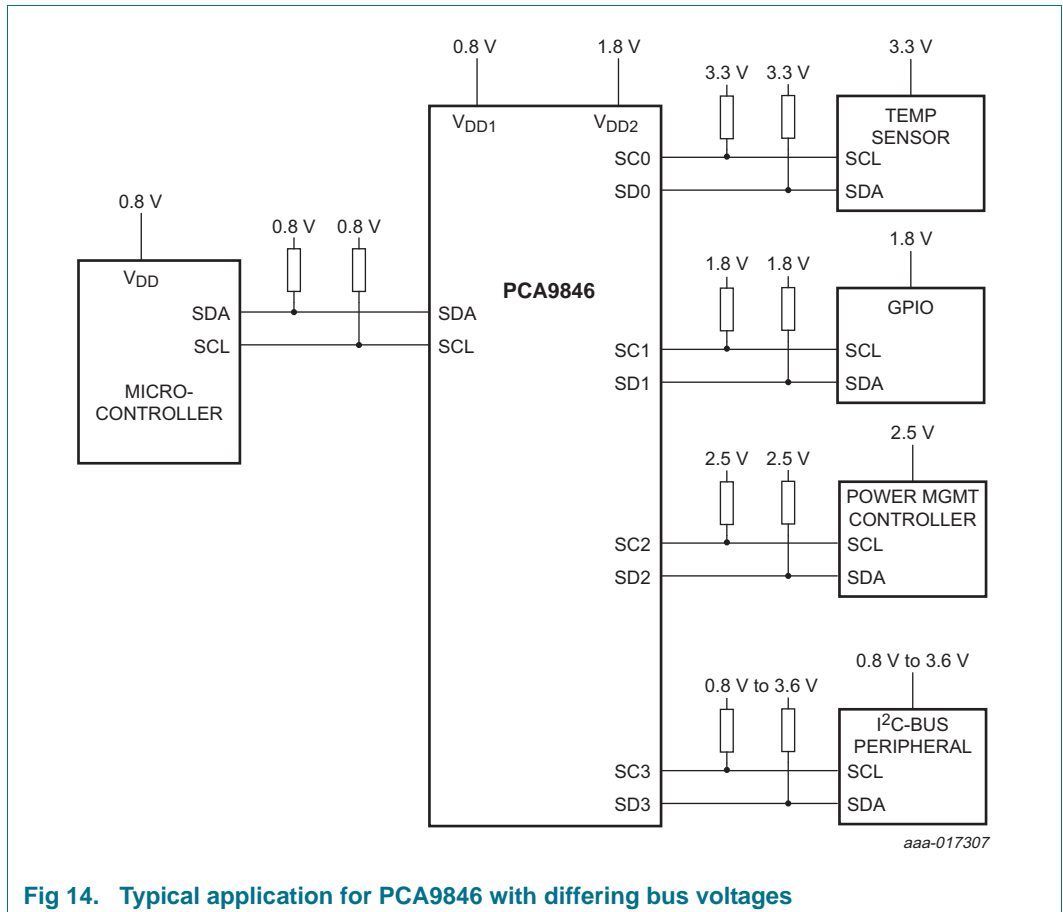 0.8 V 1.8 V 3.3 V
3.3 V 3.3 V
VDD1 VDD2
TEMP
SENSOR
SC0 SCL
SD0 SDA
0.8 V
0.8 V 0.8 V
VDD
SDA SDA
SCL SCL
MICRO-
CONTROLLER
PCA9846
1.8 V
1.8 V 1.8 V
GPIO
SC1 SCL
SD1 SDA
2.5 V
2.5 V 2.5 V
POWER MGMT
CONTROLLER
SC2 SCL
SD2 SDA
0.8 V to 3.6 V
0.8 V to 3.6 V
I2C-BUS
PERIPHERAL
SC3 SCL
SD3 SDA
aaa-017307
Fig 14. Typical application for PCA9846 with differing bus voltages